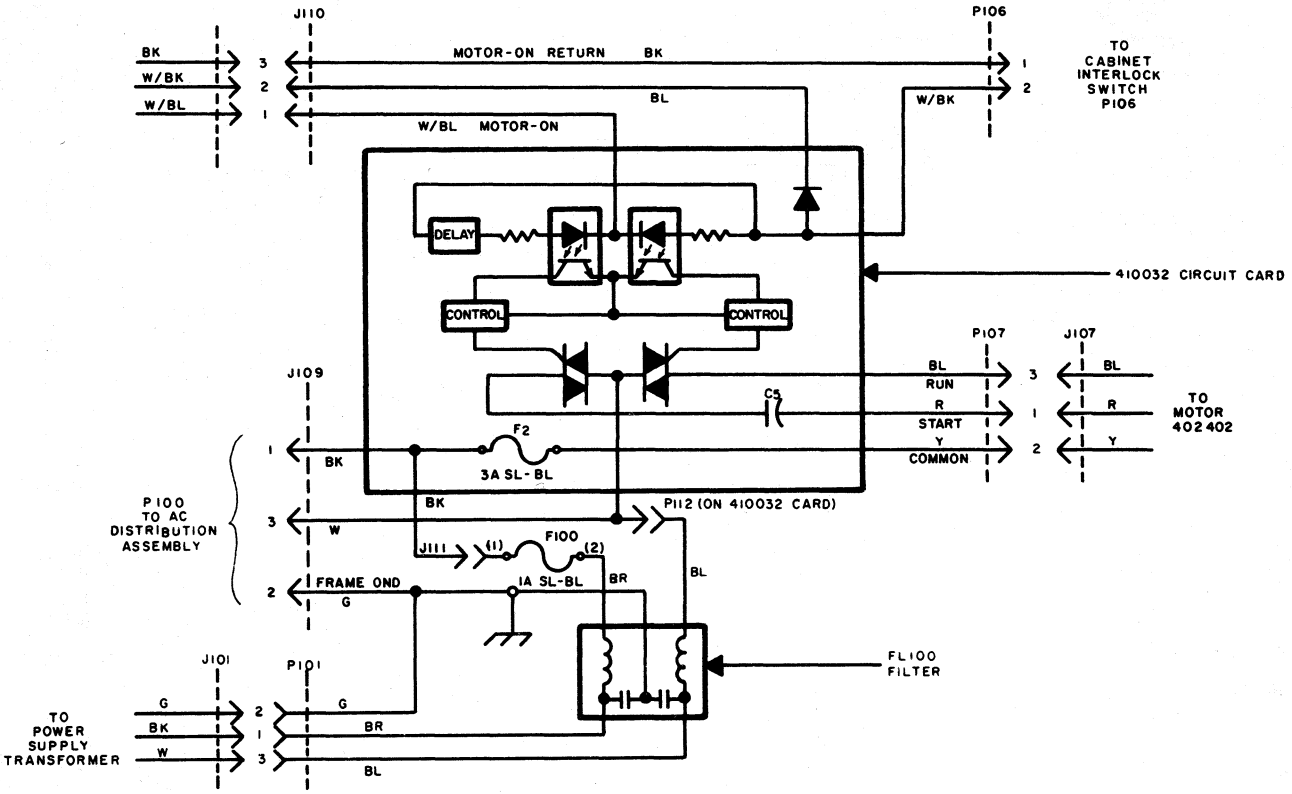 J110
P106
BK
3
MOTOR-ON RETURN BK
1
TO
CABINET
INTERLOCK
SWITCH
P106
W/BK
2
BL
W/BK
2
W/BL
1
W/BL MOTOR-ON
DELAY
410032 CIRCUIT CARD
CONTROL
CONTROL
P107
J107
J109
BL
RUN
3
BL
C5
R
START
1
R
TO
MOTOR
402402
F2
Y
COMMON
2
Y
1
BK
3A SL-BL
P100
TO AC
DISTRIBUTION
ASSEMBLY
BK
P112 (ON 410032 CARD)
3
W
J111
(1)
F100
(2)
BR
BL
1A SL-BL
2
FRAME GND
G
J101
P101
FL100
FILTER
TO
POWER
SUPPLY
TRANSFORMER
G
2
G
BK
1
BR
W
3
BL